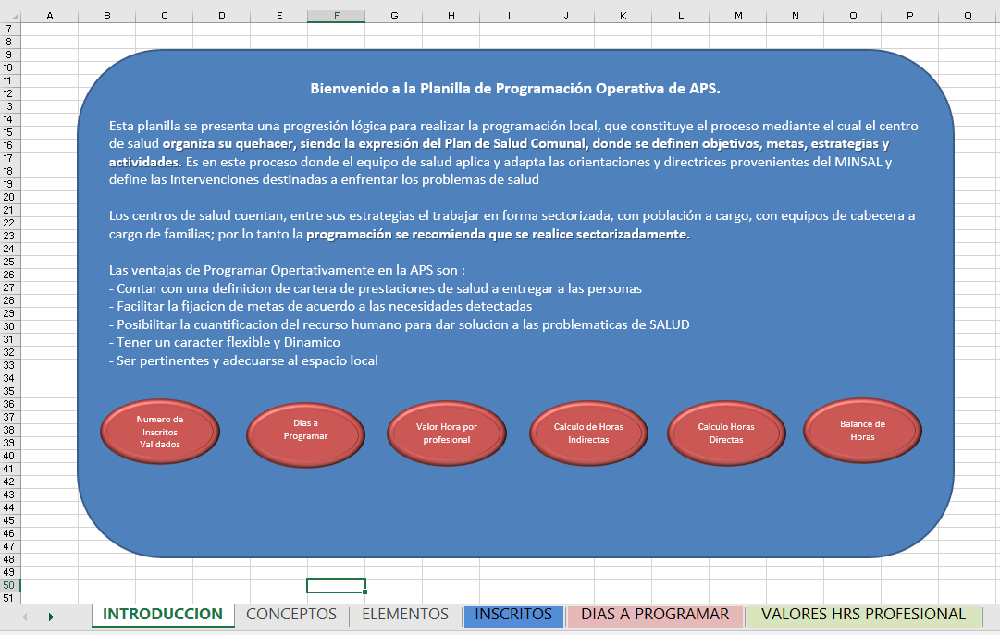 A B C D E F G H I J K L M N O P Q
7
8
9
10
11
12
13
14
15
16
17
18
19
20
21
22
23
24
25
26
27
28
29
30
31
32
33
34
35
36
37
38
39
40
41
42
43
44
45
46
47
48
49
50
51
Bienvenido a la Planilla de Programación Operativa de APS.
Esta planilla se presenta una progresión lógica para realizar la programación local, que constituye el proceso mediante el cual el centro
de salud organiza su quehacer, siendo la expresión del Plan de Salud Comunal, donde se definen objetivos, metas, estrategias y
actividades. Es en este proceso donde el equipo de salud aplica y adapta las orientaciones y directrices provenientes del MINSAL y
define las intervenciones destinadas a enfrentar los problemas de salud
Los centros de salud cuentan, entre sus estrategias el trabajar en forma sectorizada, con población a cargo, con equipos de cabecera a
cargo de familias; por lo tanto la programación se recomienda que se realice sectorizadamente.
Las ventajas de Programar Opertativamente en la APS son :
- Contar con una definicion de cartera de prestaciones de salud a entregar a las personas
- Facilitar la fijacion de metas de acuerdo a las necesidades detectadas
- Posibilitar la cuantificacion del recurso humano para dar solucion a las problematicas de SALUD
- Tener un caracter flexible y Dinamico
- Ser pertinentes y adecuarse al espacio local
Numero de
Inscritos
Validados
Dias a
Programar
Valor Hora por
profesional
Calculo de Horas
Indirectas
Calculo Horas
Directas
Balance de
Horas
INTRODUCCION CONCEPTOS ELEMENTOS INSCRITOS DIAS A PROGRAMAR VALORES HRS PROFESIONAL